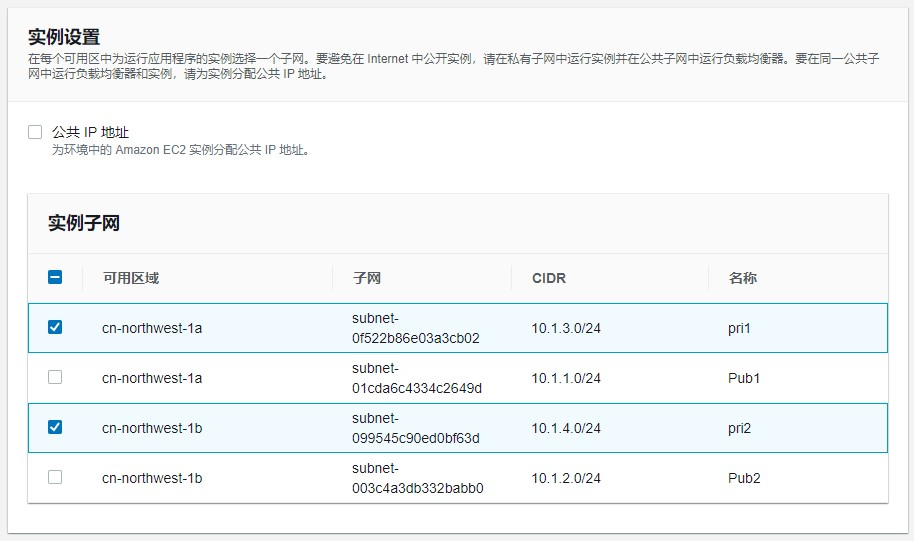 实例设置
在每个可用区中为运行应用程序的实例选择一个子网。要避免在 Internet 中公开实例，请在私有子网中运行实例并在公共子网中运行负载均衡器。要在同一公共子
网中运行负载均衡器和实例，请为实例分配公共 IP 地址。
公共 IP 地址
为环境中的 Amazon EC2 实例分配公共 IP 地址。
实例子网
可用区域 子网 CIDR 名称
subnet-
cn-northwest-1a 0f522b86e03a3cb02 10.1.3.0/24 pri1
subnet-
cn-northwest-1a 01cda6c4334c2649d 10.1.1.0/24 Pub1
subnet-
cn-northwest-1b 099545c90ed0bf63d 10.1.4.0/24 pri2
subnet-
cn-northwest-1b 003c4a3db332babb0 10.1.2.0/24 Pub2